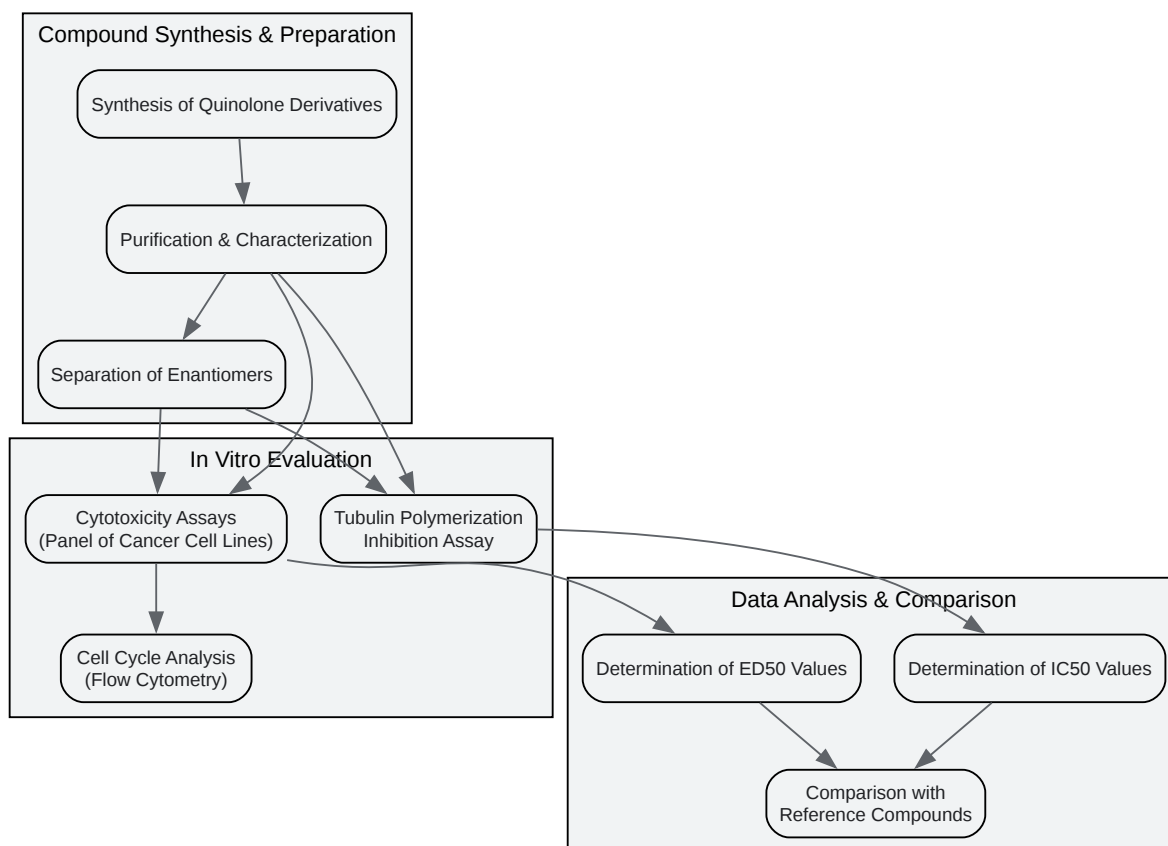 Compound Synthesis & Preparation
Synthesis of Quinolone Derivatives
Purification & Characterization
Separation of Enantiomers
In Vitro Evaluation
Cytotoxicity Assays
(Panel of Cancer Cell Lines)
Tubulin Polymerization
Inhibition Assay
Cell Cycle Analysis
(Flow Cytometry)
Data Analysis & Comparison
Determination of ED50 Values
Determination of IC50 Values
Comparison with
Reference Compounds